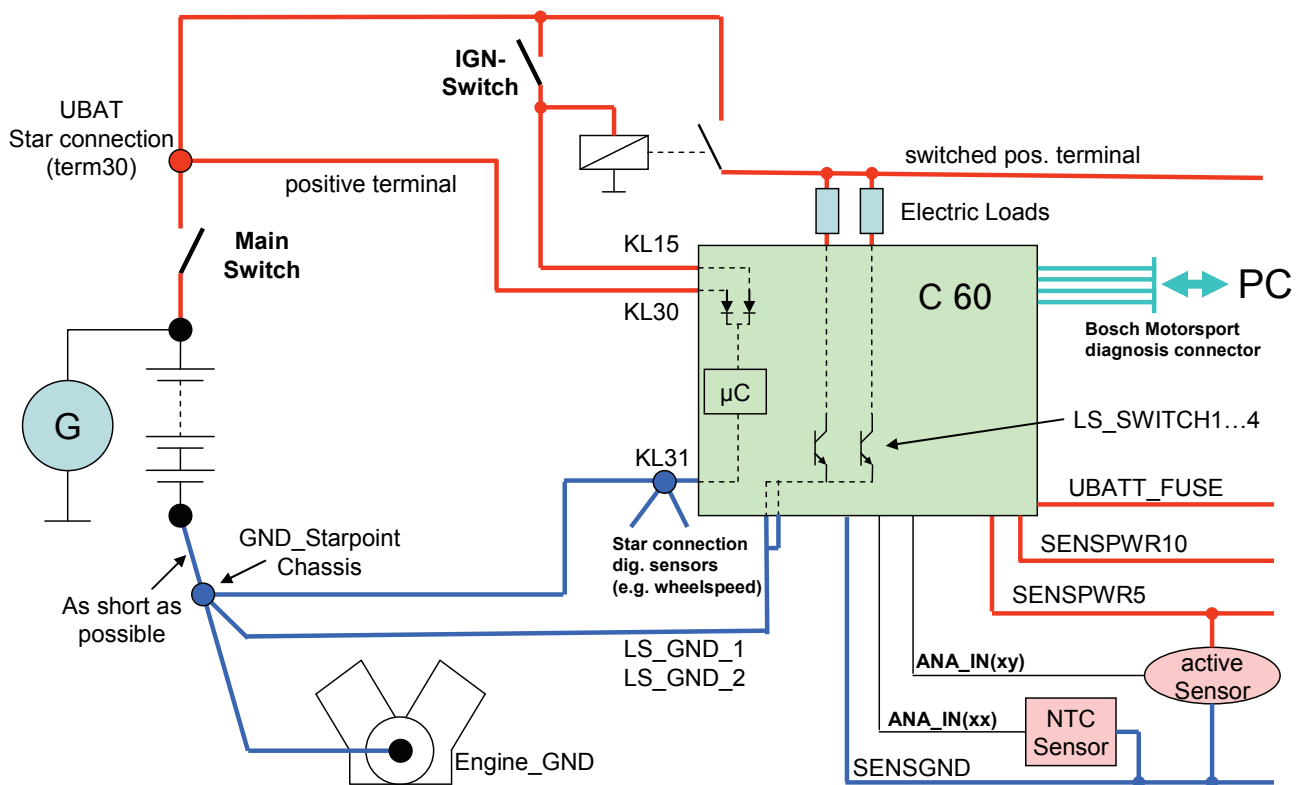 IGN-
Switch
UBAT
Star connection
(term30)
positive terminal
switched pos. terminal
Electric Loads
Main
Switch
KL15
KL30
C 60
PC
Bosch Motorsport
diagnosis connector
µC
G
LS_SWITCH1…4
KL31
UBATT_FUSE
GND_Starpoint
Chassis
Star connection
dig. sensors
(e.g. wheelspeed)
SENSPWR10
SENSPWR5
As short as
possible
LS_GND_1
LS_GND_2
ANA_IN(xy)
active
Sensor
ANA_IN(xx)
NTC
Sensor
Engine_GND
SENSGND